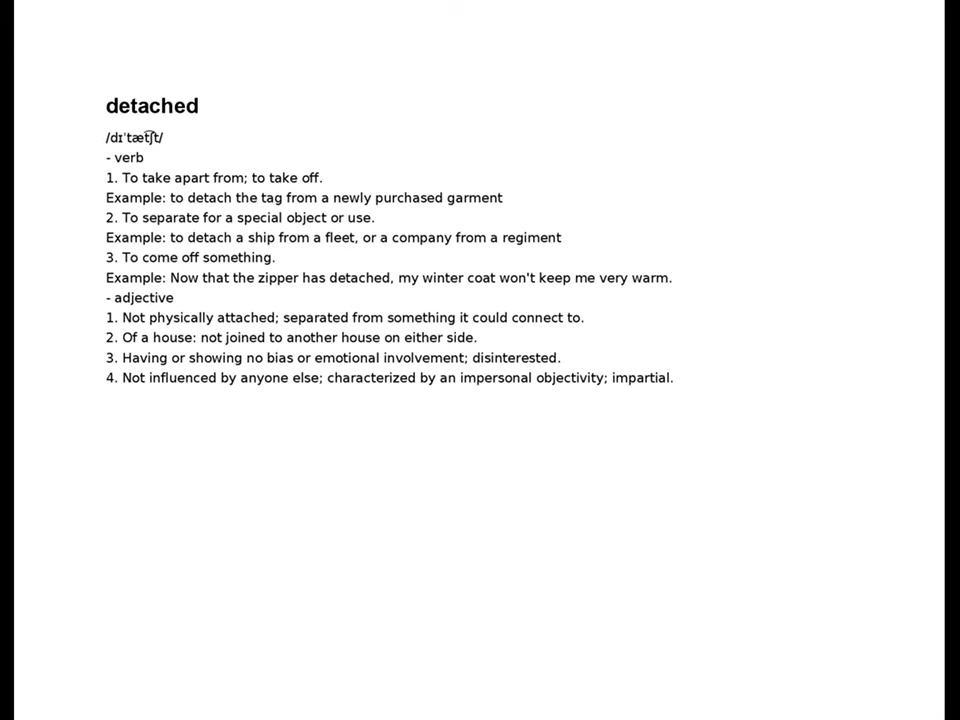 detached
/dɪˈtæt͡ʃt/
- verb
1. To take apart from; to take off.
Example: to detach the tag from a newly purchased garment
2. To separate for a special object or use.
Example: to detach a ship from a fleet, or a company from a regiment
3. To come off something.
Example: Now that the zipper has detached, my winter coat won't keep me very warm.
- adjective
1. Not physically attached; separated from something it could connect to.
2. Of a house: not joined to another house on either side.
3. Having or showing no bias or emotional involvement; disinterested.
4. Not influenced by anyone else; characterized by an impersonal objectivity; impartial.